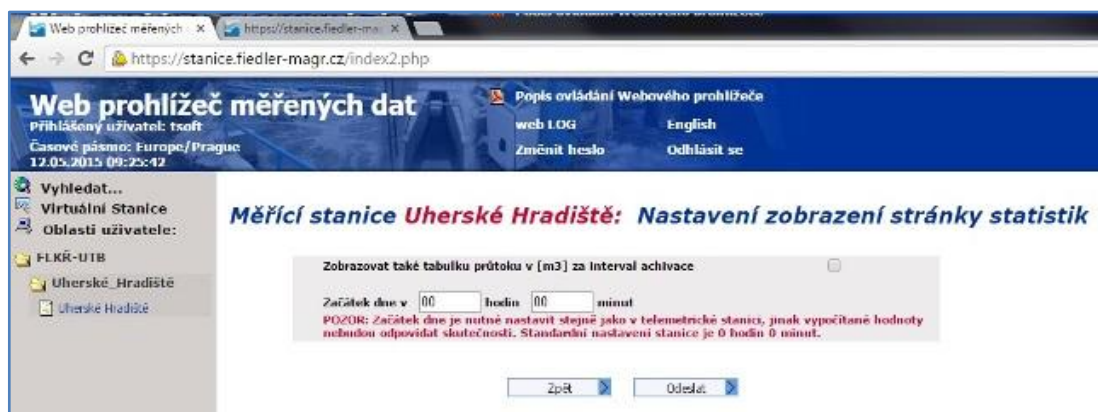 Web prohlížeč měřených
https://stanice.fiedler-ma
https://stanice.fiedler-magr.cz/index2.php
Web prohlížeč měřených dat
Přihlášený uživatel: tsoft
Časové pásmo: Europe/Prague
12.05.2015 09:25:42
Popis ovládání Webového prohlížeče
web LOG English
Změnit heslo Odhlásit se
Vyhledat...
Virtuální Stanice
Oblasti uživatele:
FLKŘ-UTB
Uherské_Hradiště
Uherské Hradiště
Měřící stanice Uherské Hradiště: Nastavení zobrazení stránky statistik
Zobrazovat také tabulku průtoku v [m3] za interval achivace
Začátek dne v 00 hodin 00 minut
POZOR: Začátek dne je nutné nastavit stejně jako v telemetrické stanici, jinak vypočítané hodnoty
nebudou odpovídat skutečnosti. Standardní nastavení stanice je 0 hodin 0 minut.
Zpět Odeslat